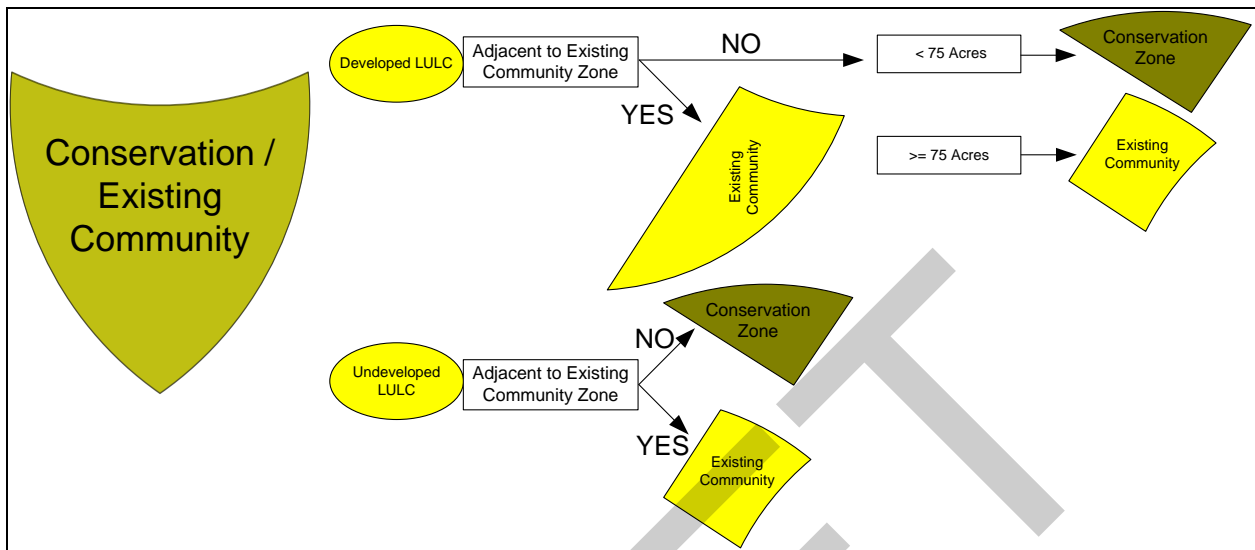 Conservation /
Existing
Community
Developed LULC
Adjacent to Existing
Community Zone
NO
YES
< 75 Acres
Conservation
Zone
Existing
Community
>= 75 Acres
Existing
Community
Undeveloped
LULC
Adjacent to Existing
Community Zone
NO
YES
Conservation
Zone
Existing
Community